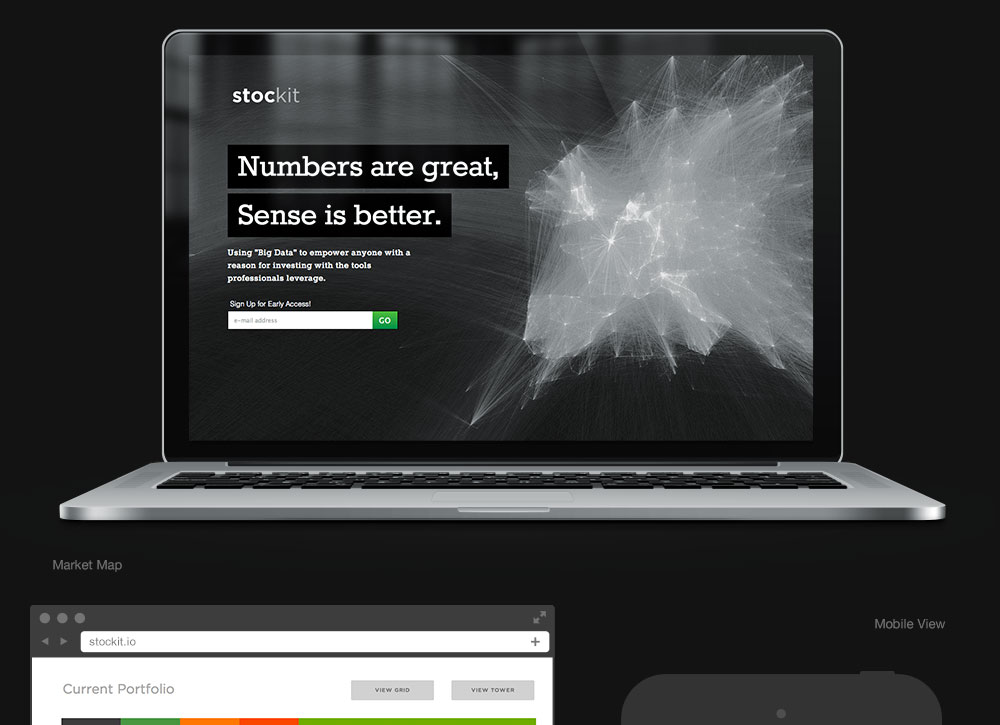 stockit
Numbers are great,
Sense is better.
Using "Big Data" to empower anyone with a
reason for investing with the tools
professionals leverage.
Sign Up for Early Access!
e-mail address
GO
Market Map
Mobile View
stockit.io
Current Portfolio
VIEW GRID
VIEW TOWER